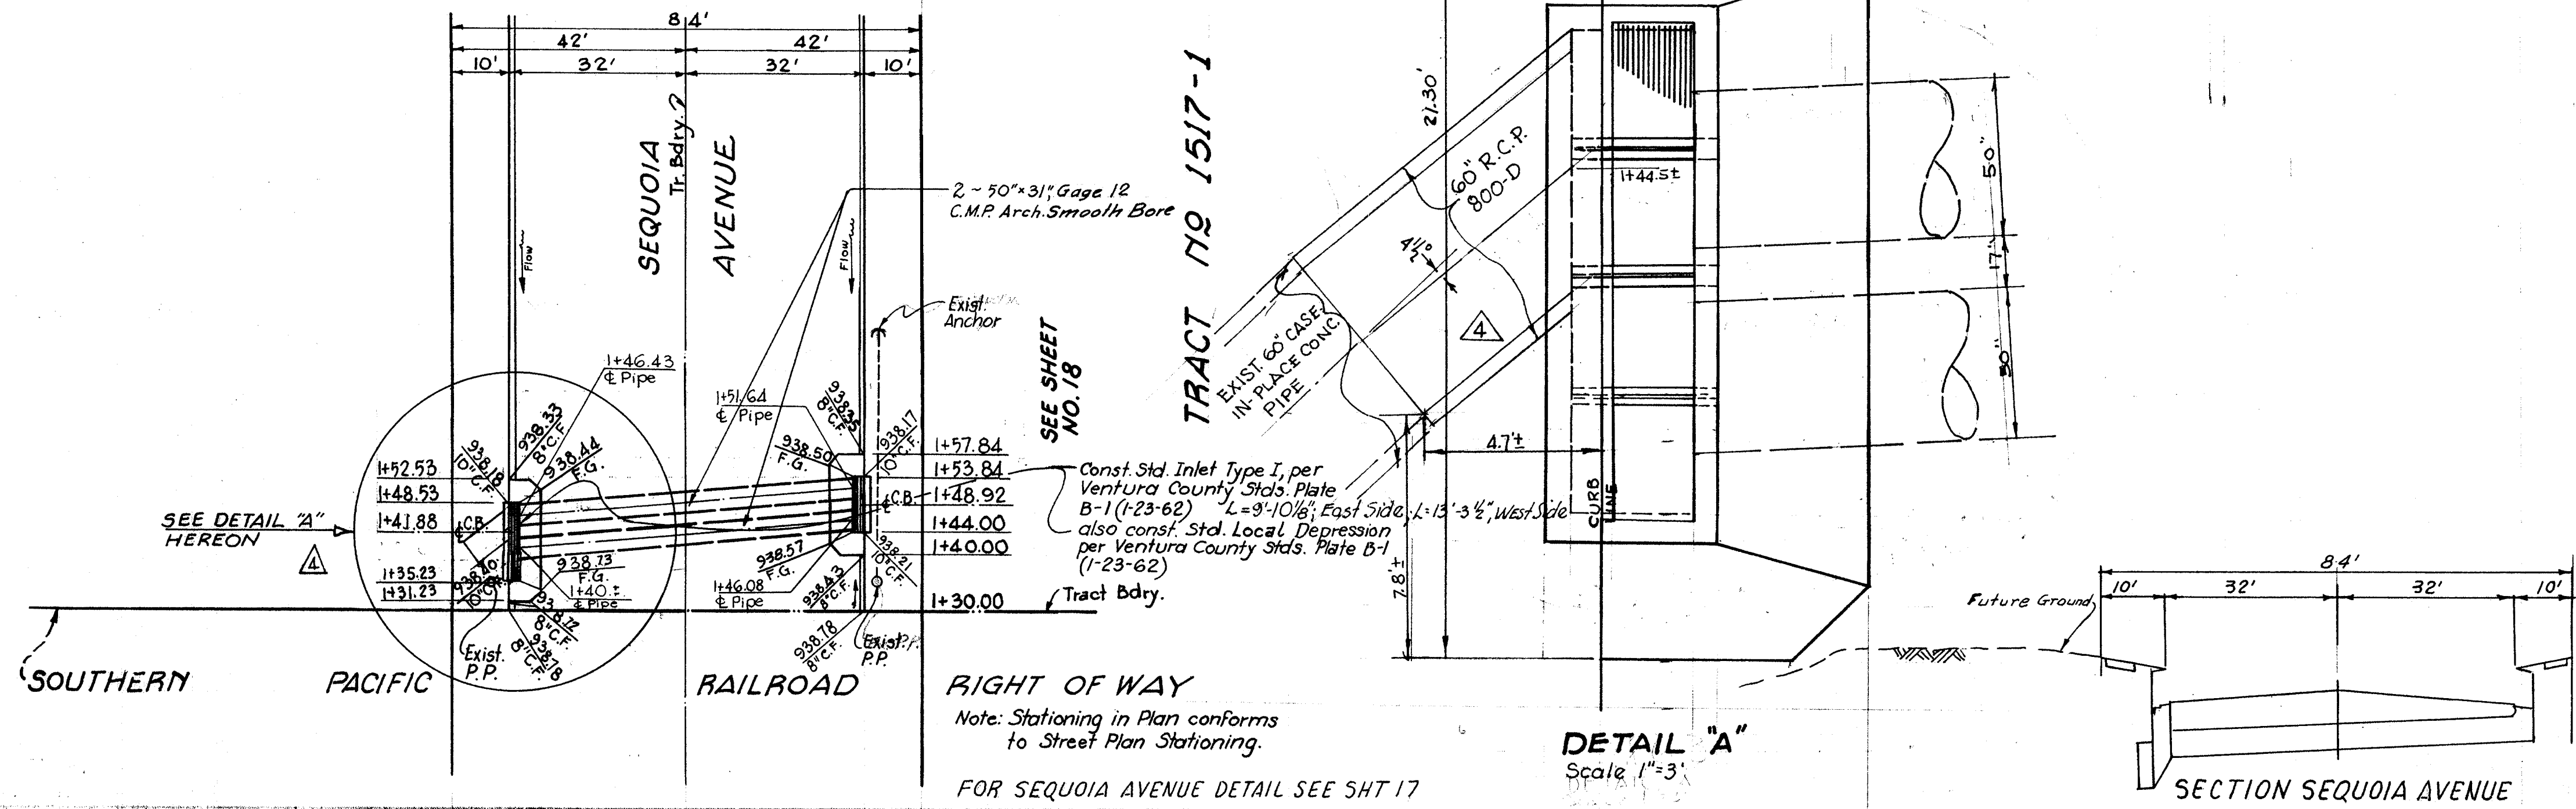 84'
42'
42'
10'
32'
32'
10'
SEQUOIA
Tr. Bdry.
AVENUE
Flow
Flow
2 ~ 50"x31", Gage 12
C.M.P. Arch. Smooth Bore
Exist.
Anchor
SEE SHEET
NO. 18
TRACT No 1517-1
1+46.43
℄ Pipe
1+51.64
℄ Pipe
938.35
8"C.F.
938.17
10"C.F.
938.50
F.G.
938.33
8"C.F.
938.44
F.G.
938.18
10"C.F.
1+52.53
1+48.53
1+41.88
℄ C.B.
1+35.23
1+31.23
SEE DETAIL "A"
HEREON
4
938.40
10"C.F.
938.73
F.G.
1+40.±
℄ Pipe
938.72
8"C.F.
938.78
8"C.F.
Exist.
P.P.
938.57
F.G.
1+46.08
℄ Pipe
938.43
8"C.F.
938.21
10"C.F.
938.78
8"C.F.
Exist.
P.P.
1+57.84
1+53.84
℄ C.B. 1+48.92
1+44.00
1+40.00
1+30.00
Tract Bdry.
Const. Std. Inlet Type I, per
Ventura County Stds. Plate
B-1 (1-23-62) L=9'-10⅛", East Side, L=13'-3½", West Side
also const. Std. Local Depression
per Ventura County Stds. Plate B-1
(1-23-62)
SOUTHERN PACIFIC RAILROAD RIGHT OF WAY
Note: Stationing in Plan conforms
to Street Plan Stationing.
FOR SEQUOIA AVENUE DETAIL SEE SHT 17
21.30'
60" R.C.P.
800-D
41½°
4
EXIST. 60" CASE-
IN-PLACE CONC.
PIPE
1+44.5±
50"
17"
50"
4.7'±
7.8'±
CURB
LINE
DETAIL "A"
Scale 1"=3'
84'
10'
32'
32'
10'
Future Ground
SECTION SEQUOIA AVENUE